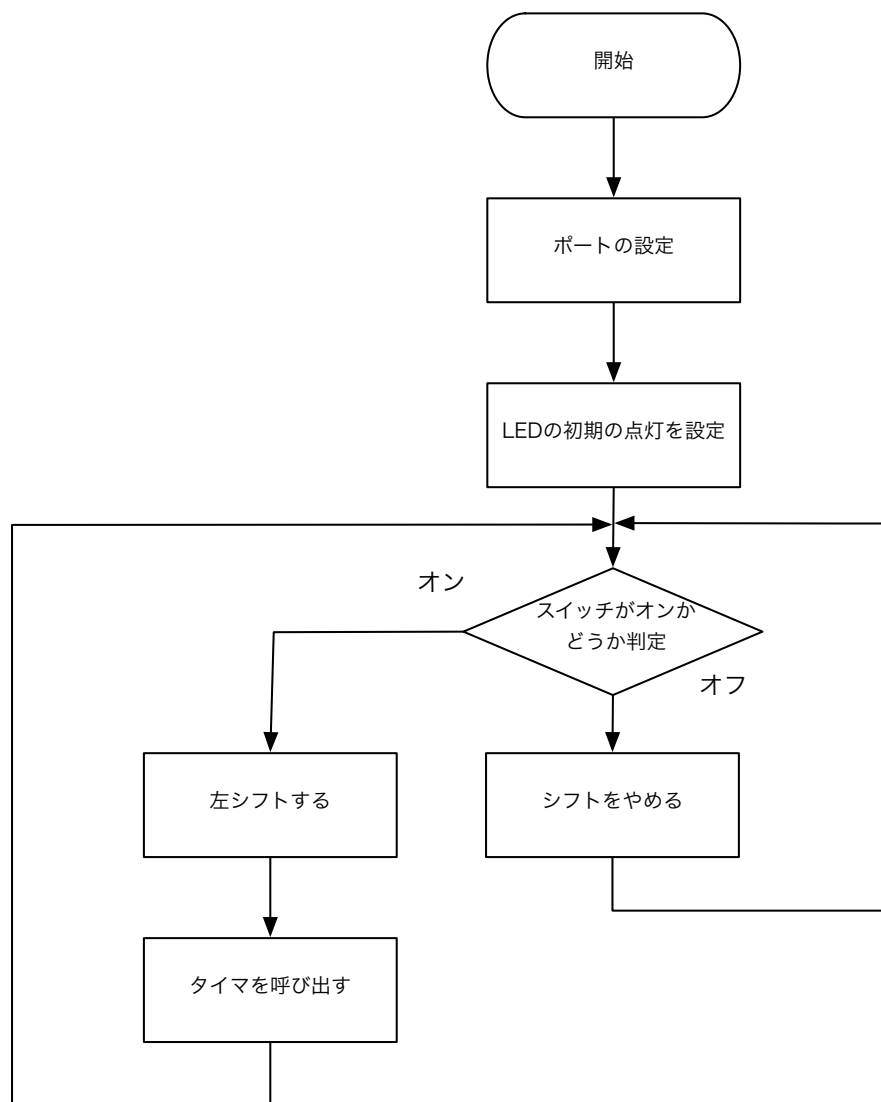 開始
ポートの設定
LEDの初期の点灯を設定
オン
スイッチがオンか
どうか判定
オフ
左シフトする
シフトをやめる
タイマを呼び出す